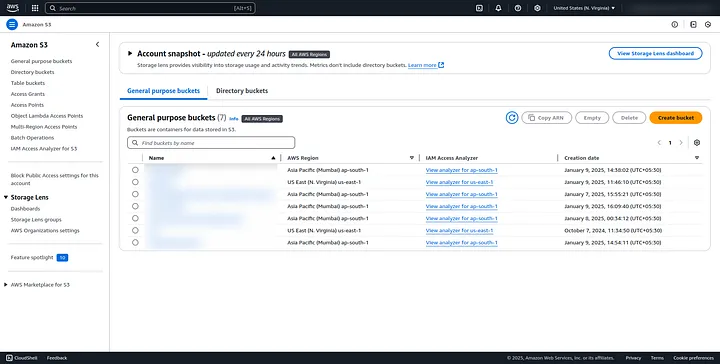 aws
Search
[Alt+S]
United States (N. Virginia)
Amazon S3
Amazon S3
General purpose buckets
Directory buckets
Table buckets
Access Grants
Access Points
Object Lambda Access Points
Multi-Region Access Points
Batch Operations
IAM Access Analyzer for S3
Block Public Access settings for this
account
Storage Lens
Dashboards
Storage Lens groups
AWS Organizations settings
Feature spotlight 10
AWS Marketplace for S3
Account snapshot - updated every 24 hours All AWS Regions
View Storage Lens dashboard
Storage lens provides visibility into storage usage and activity trends. Metrics don't include directory buckets. Learn more
General purpose buckets Directory buckets
General purpose buckets (7) Info All AWS Regions
Copy ARN Empty Delete Create bucket
Buckets are containers for data stored in S3.
Find buckets by name
1
Name AWS Region IAM Access Analyzer Creation date
Asia Pacific (Mumbai) ap-south-1 View analyzer for ap-south-1 January 9, 2025, 14:38:02 (UTC+05:30)
US East (N. Virginia) us-east-1 View analyzer for us-east-1 January 9, 2025, 11:46:10 (UTC+05:30)
Asia Pacific (Mumbai) ap-south-1 View analyzer for ap-south-1 January 7, 2025, 15:55:21 (UTC+05:30)
Asia Pacific (Mumbai) ap-south-1 View analyzer for ap-south-1 January 9, 2025, 16:09:40 (UTC+05:30)
Asia Pacific (Mumbai) ap-south-1 View analyzer for ap-south-1 January 8, 2025, 00:34:12 (UTC+05:30)
US East (N. Virginia) us-east-1 View analyzer for us-east-1 October 7, 2024, 11:34:50 (UTC+05:30)
Asia Pacific (Mumbai) ap-south-1 View analyzer for ap-south-1 January 9, 2025, 14:54:11 (UTC+05:30)
CloudShell Feedback
© 2025, Amazon Web Services, Inc. or its affiliates. Privacy Terms Cookie preferences